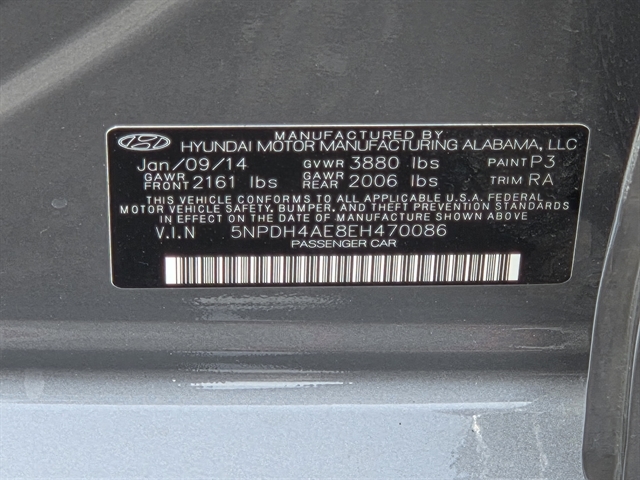 MANUFACTURED BY
HYUNDAI MOTOR MANUFACTURING ALABAMA, LLC
Jan/09/14 GVWR 3880 lbs PAINT P3
GAWR FRONT 2161 lbs GAWR REAR 2006 lbs TRIM RA
THIS VEHICLE CONFORMS TO ALL APPLICABLE U.S.A. FEDERAL
MOTOR VEHICLE SAFETY, BUMPER, AND THEFT PREVENTION STANDARDS IN
EFFECT ON THE DATE OF MANUFACTURE SHOWN ABOVE
V.I.N 5NPDH4AE8EH470086
PASSENGER CAR